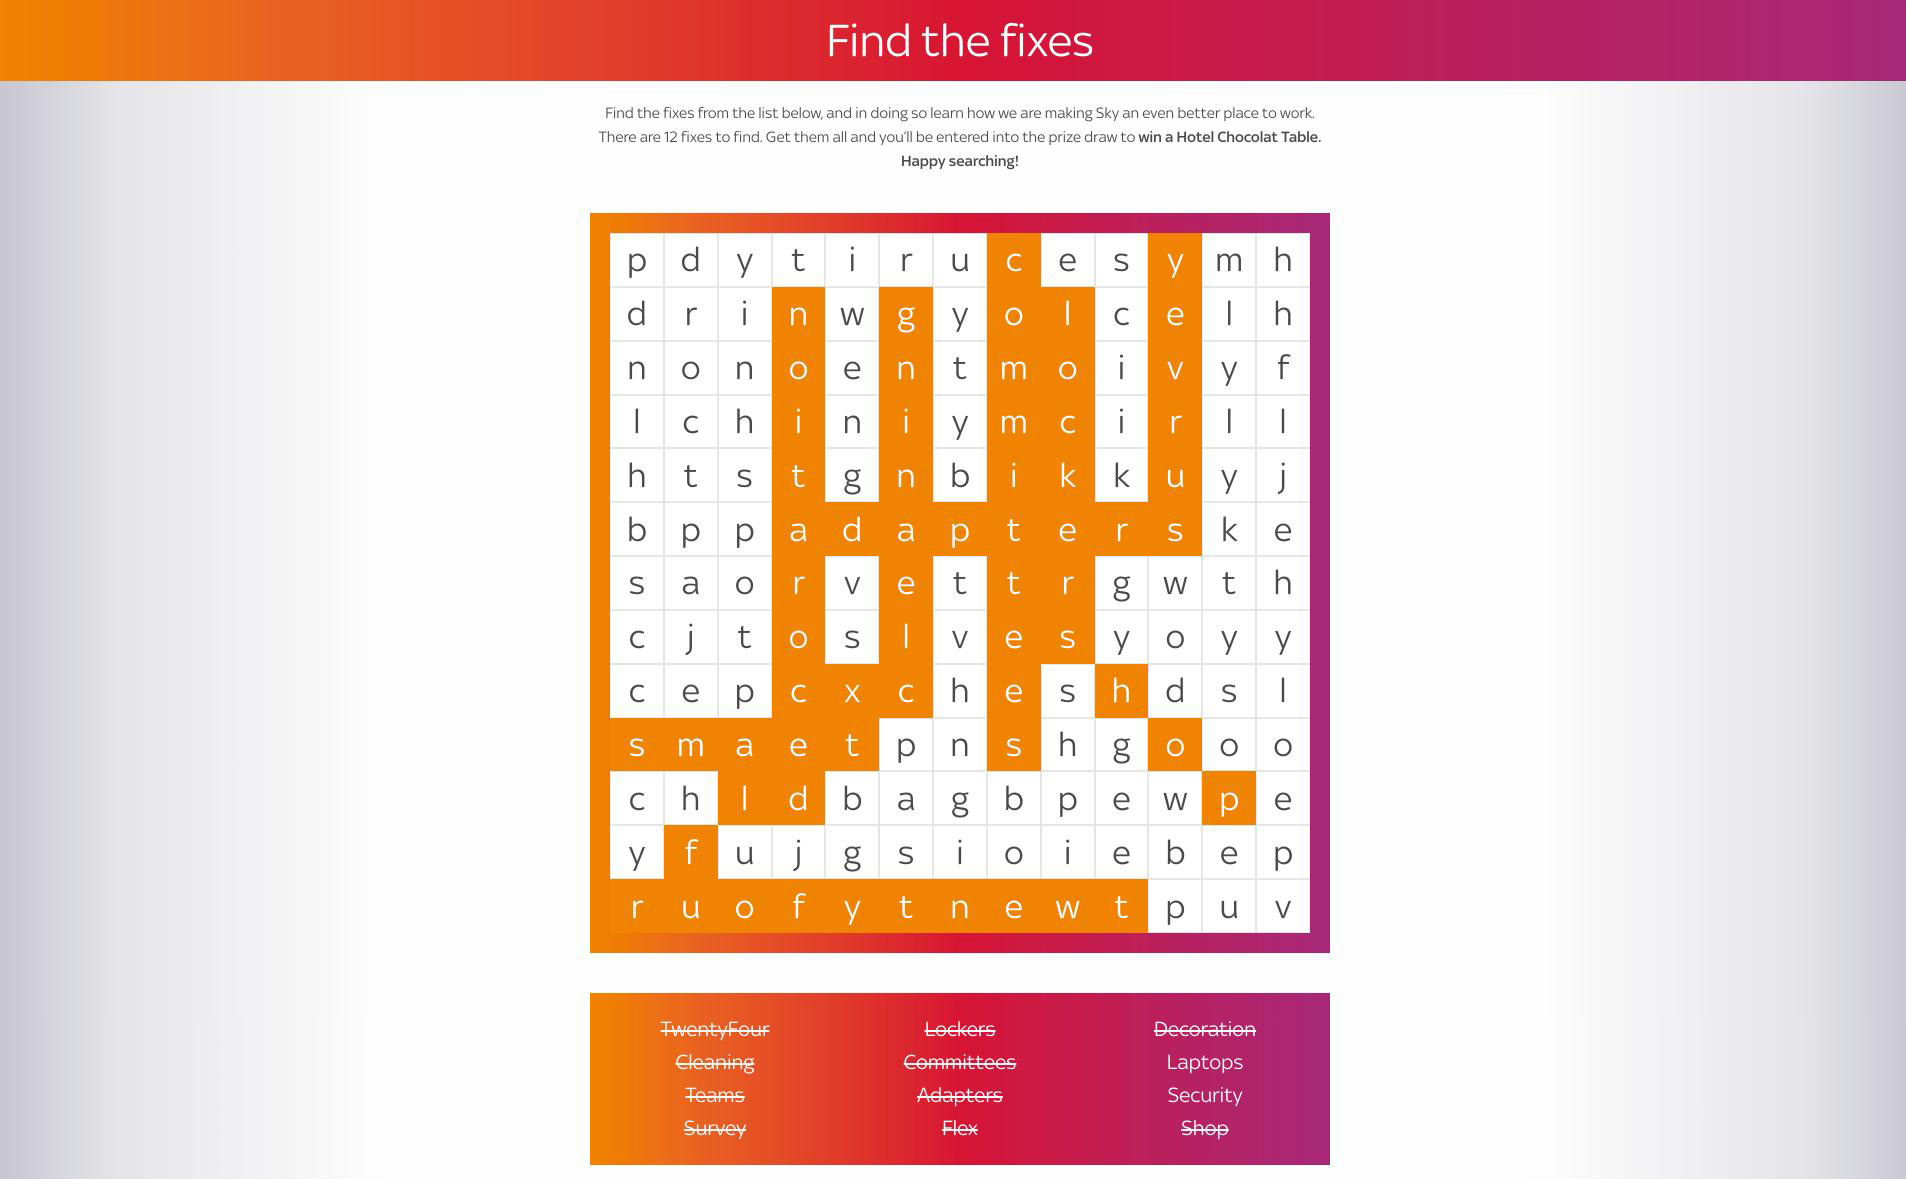 Find the fixes
Find the fixes from the list below, and in doing so learn how we are making Sky an even better place to work.
There are 12 fixes to find. Get them all and you'll be entered into the prize draw to win a Hotel Chocolat Table.
Happy searching!
p d y t i r u c e s y m h
d r i n w g y o l c e l h
n o n o e n t m o i v y f
l c h i n i y m c i r l l
h t s t g n b i k k u y j
b p p a d a p t e r s k e
s a o r v e t t r g w t h
c j t o s l v e s y o y y
c e p c x c h e s h d s l
s m a e t p n s h g o o o
c h l d b a g b p e w p e
y f u j g s i o i e b e p
r u o f y t n e w t p u v
TwentyFour Lockers Decoration
Cleaning Committees Laptops
Teams Adapters Security
Survey Flex Shop